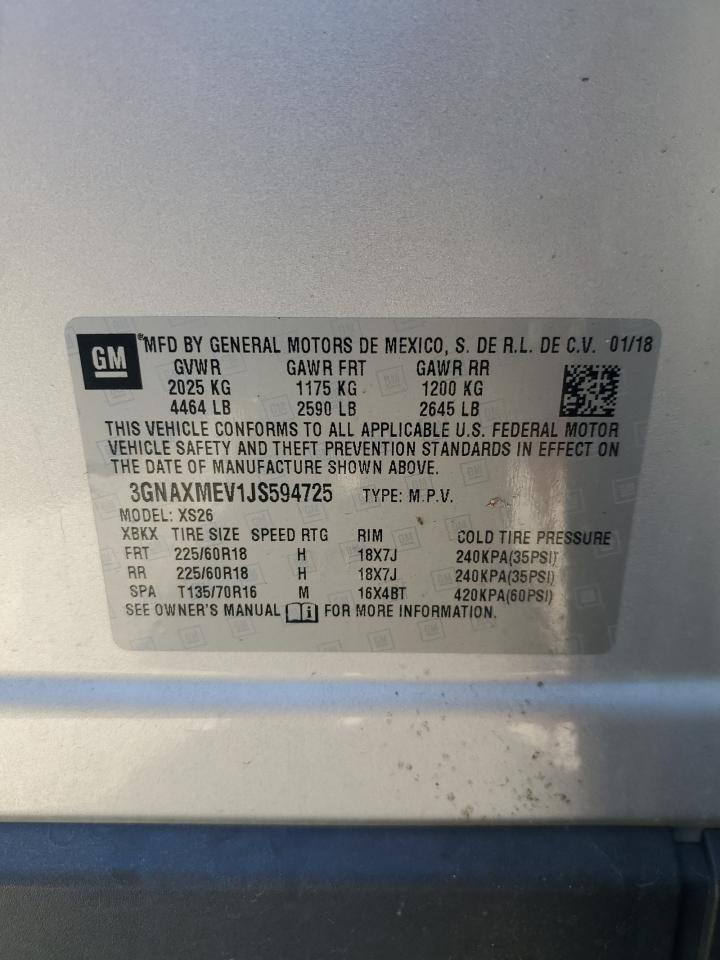 GM ®MFD BY GENERAL MOTORS DE MEXICO, S. DE R.L. DE C.V. 01/18
GVWR GAWR FRT GAWR RR
2025 KG 1175 KG 1200 KG
4464 LB 2590 LB 2645 LB
THIS VEHICLE CONFORMS TO ALL APPLICABLE U.S. FEDERAL MOTOR
VEHICLE SAFETY AND THEFT PREVENTION STANDARDS IN EFFECT ON
THE DATE OF MANUFACTURE SHOWN ABOVE.
3GNAXMEV1JS594725 TYPE: M.P.V.
MODEL: XS26
XBKX TIRE SIZE SPEED RTG RIM COLD TIRE PRESSURE
FRT 225/60R18 H 18X7J 240KPA(35PSI)
RR 225/60R18 H 18X7J 240KPA(35PSI)
SPA T135/70R16 M 16X4BT 420KPA(60PSI)
SEE OWNER'S MANUAL i FOR MORE INFORMATION.